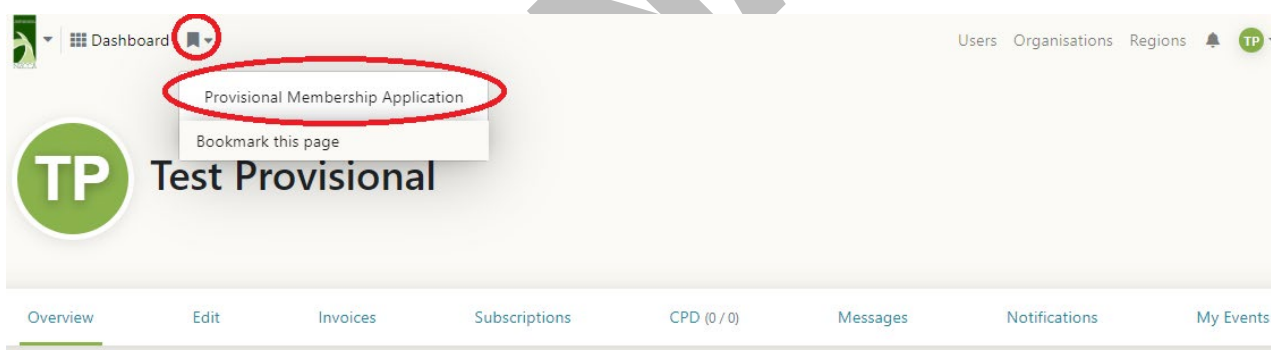 Dashboard
Users Organisations Regions TP
Provisional Membership Application
Bookmark this page
TP Test Provisional
Overview Edit Invoices Subscriptions CPD (0 / 0) Messages Notifications My Events